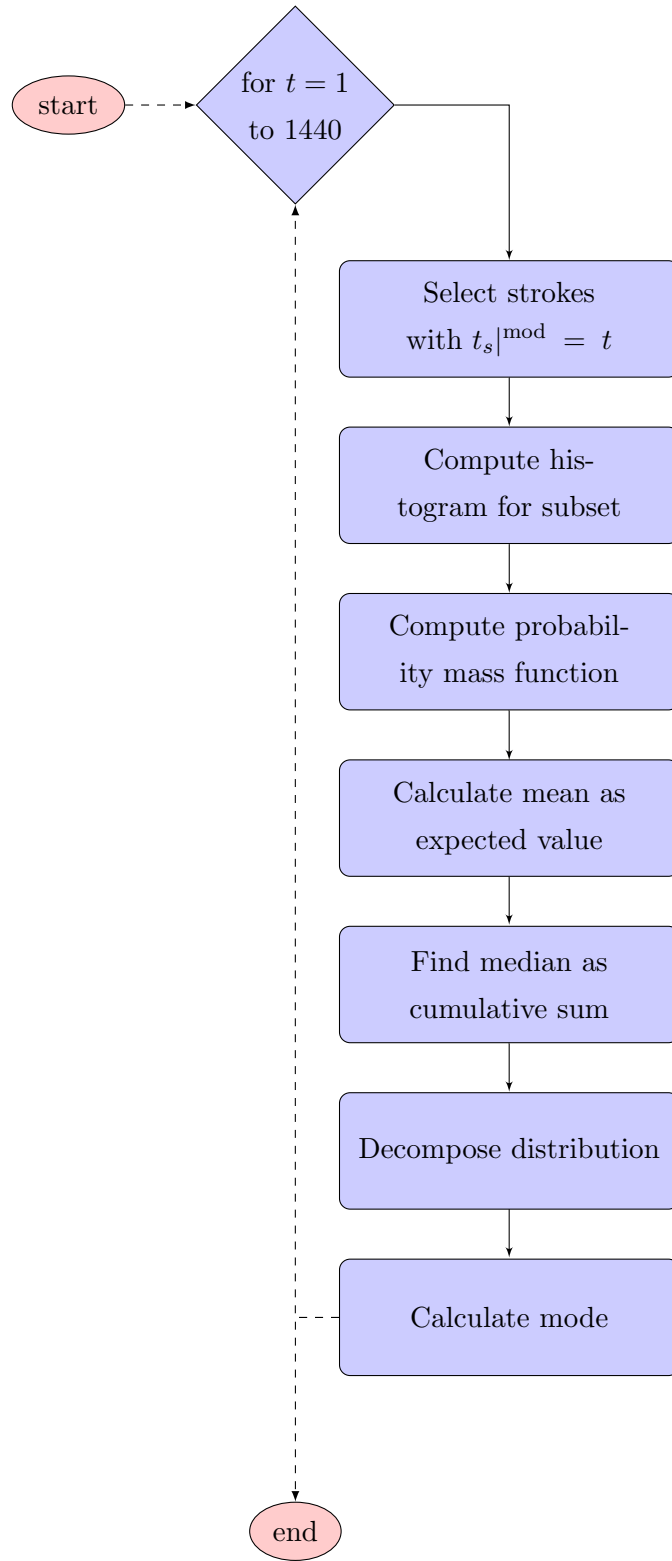 start
for t = 1
to 1440
Select strokes
with tₛ|ᵐᵒᵈ = t
Compute his-
togram for subset
Compute probabil-
ity mass function
Calculate mean as
expected value
Find median as
cumulative sum
Decompose distribution
Calculate mode
end